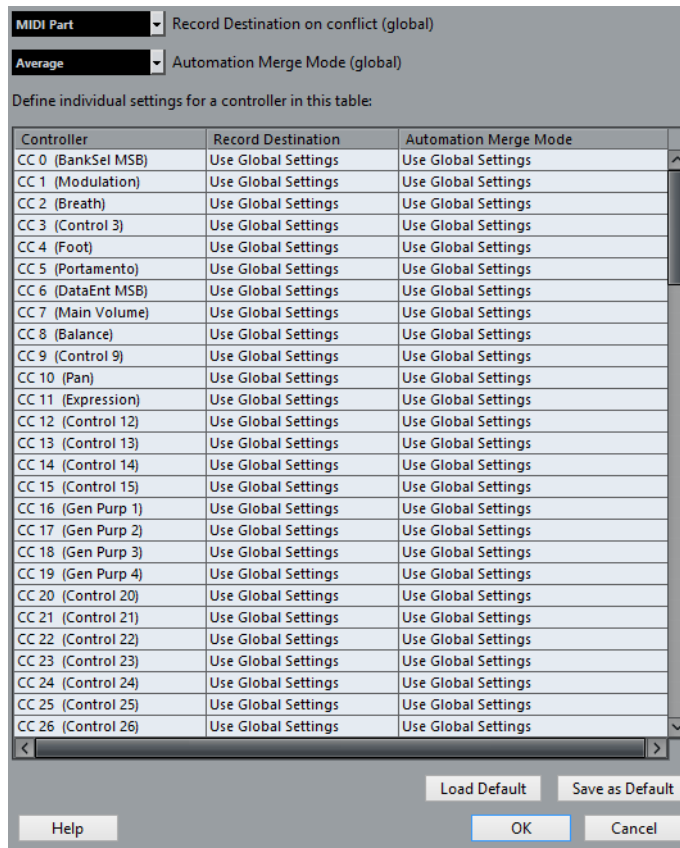 MIDI Part Record Destination on conflict (global)
Average Automation Merge Mode (global)
Define individual settings for a controller in this table:
Controller Record Destination Automation Merge Mode
CC 0 (BankSel MSB) Use Global Settings Use Global Settings
CC 1 (Modulation) Use Global Settings Use Global Settings
CC 2 (Breath) Use Global Settings Use Global Settings
CC 3 (Control 3) Use Global Settings Use Global Settings
CC 4 (Foot) Use Global Settings Use Global Settings
CC 5 (Portamento) Use Global Settings Use Global Settings
CC 6 (DataEnt MSB) Use Global Settings Use Global Settings
CC 7 (Main Volume) Use Global Settings Use Global Settings
CC 8 (Balance) Use Global Settings Use Global Settings
CC 9 (Control 9) Use Global Settings Use Global Settings
CC 10 (Pan) Use Global Settings Use Global Settings
CC 11 (Expression) Use Global Settings Use Global Settings
CC 12 (Control 12) Use Global Settings Use Global Settings
CC 13 (Control 13) Use Global Settings Use Global Settings
CC 14 (Control 14) Use Global Settings Use Global Settings
CC 15 (Control 15) Use Global Settings Use Global Settings
CC 16 (Gen Purp 1) Use Global Settings Use Global Settings
CC 17 (Gen Purp 2) Use Global Settings Use Global Settings
CC 18 (Gen Purp 3) Use Global Settings Use Global Settings
CC 19 (Gen Purp 4) Use Global Settings Use Global Settings
CC 20 (Control 20) Use Global Settings Use Global Settings
CC 21 (Control 21) Use Global Settings Use Global Settings
CC 22 (Control 22) Use Global Settings Use Global Settings
CC 23 (Control 23) Use Global Settings Use Global Settings
CC 24 (Control 24) Use Global Settings Use Global Settings
CC 25 (Control 25) Use Global Settings Use Global Settings
CC 26 (Control 26) Use Global Settings Use Global Settings
Load Default Save as Default
Help OK Cancel